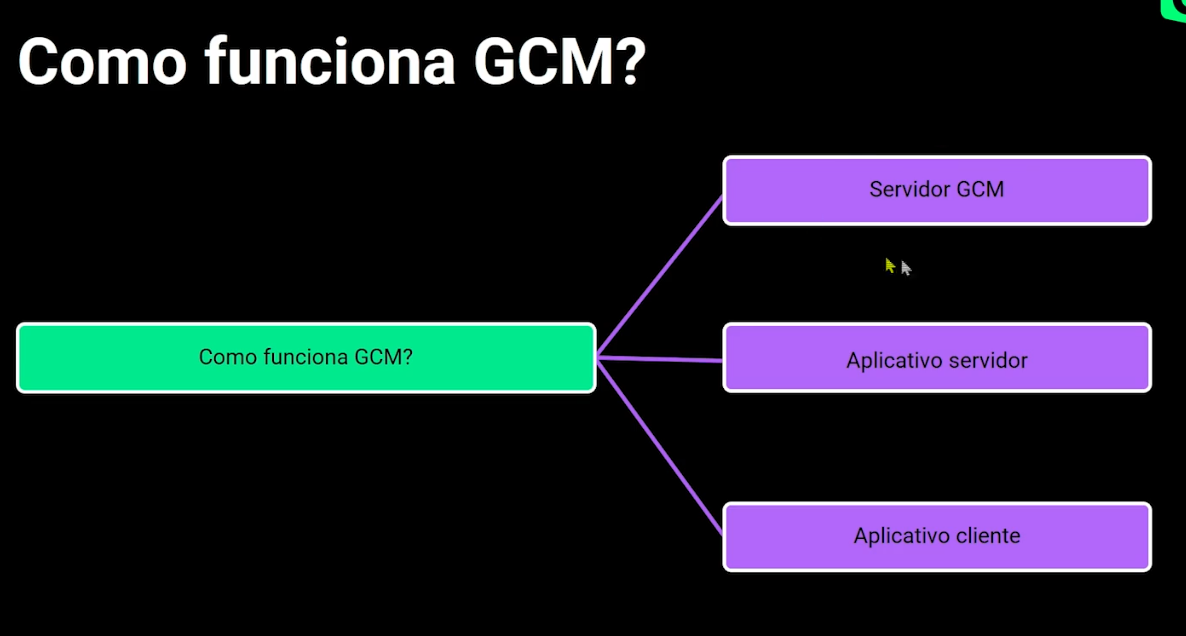 Como funciona GCM?
Servidor GCM
Como funciona GCM?
Aplicativo servidor
Aplicativo cliente